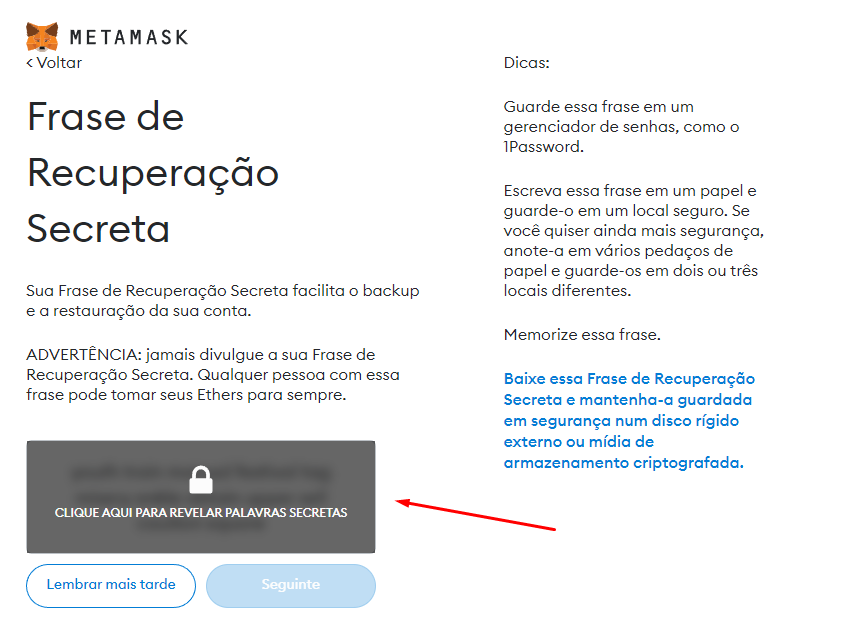 METAMASK
< Voltar
Frase de
Recuperação
Secreta
Sua Frase de Recuperação Secreta facilita o backup
e a restauração da sua conta.
ADVERTÊNCIA: jamais divulgue a sua Frase de
Recuperação Secreta. Qualquer pessoa com essa
frase pode tomar seus Ethers para sempre.
CLIQUE AQUI PARA REVELAR PALAVRAS SECRETAS
Lembrar mais tarde
Seguinte
Dicas:
Guarde essa frase em um
gerenciador de senhas, como o
1Password.
Escreva essa frase em um papel e
guarde-o em um local seguro. Se
você quiser ainda mais segurança,
anote-a em vários pedaços de
papel e guarde-os em dois ou três
locais diferentes.
Memorize essa frase.
Baixe essa Frase de Recuperação
Secreta e mantenha-a guardada
em segurança num disco rígido
externo ou mídia de
armazenamento criptografada.